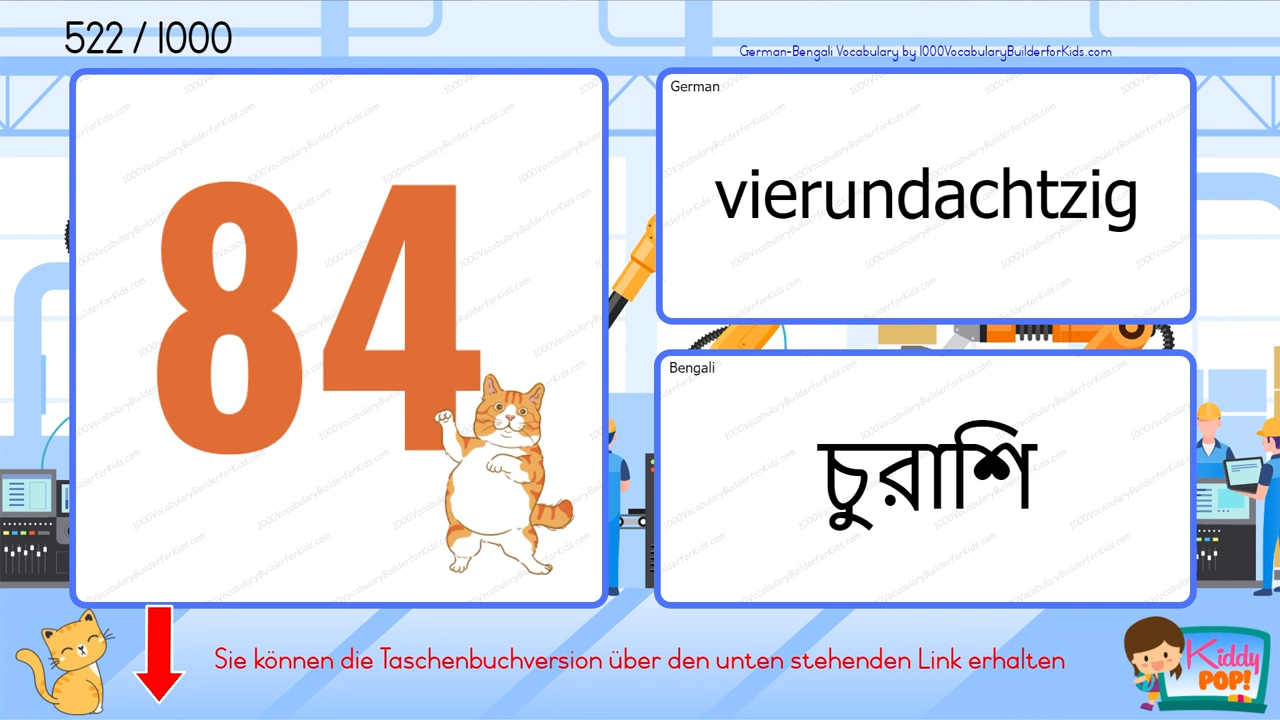 522 / 1000
German-Bengali Vocabulary by 1000VocabularyBuilderforKids.com
84
German
vierundachtzig
Bengali
চুরাশি
Sie können die Taschenbuchversion über den unten stehenden Link erhalten
Kiddy
POP!